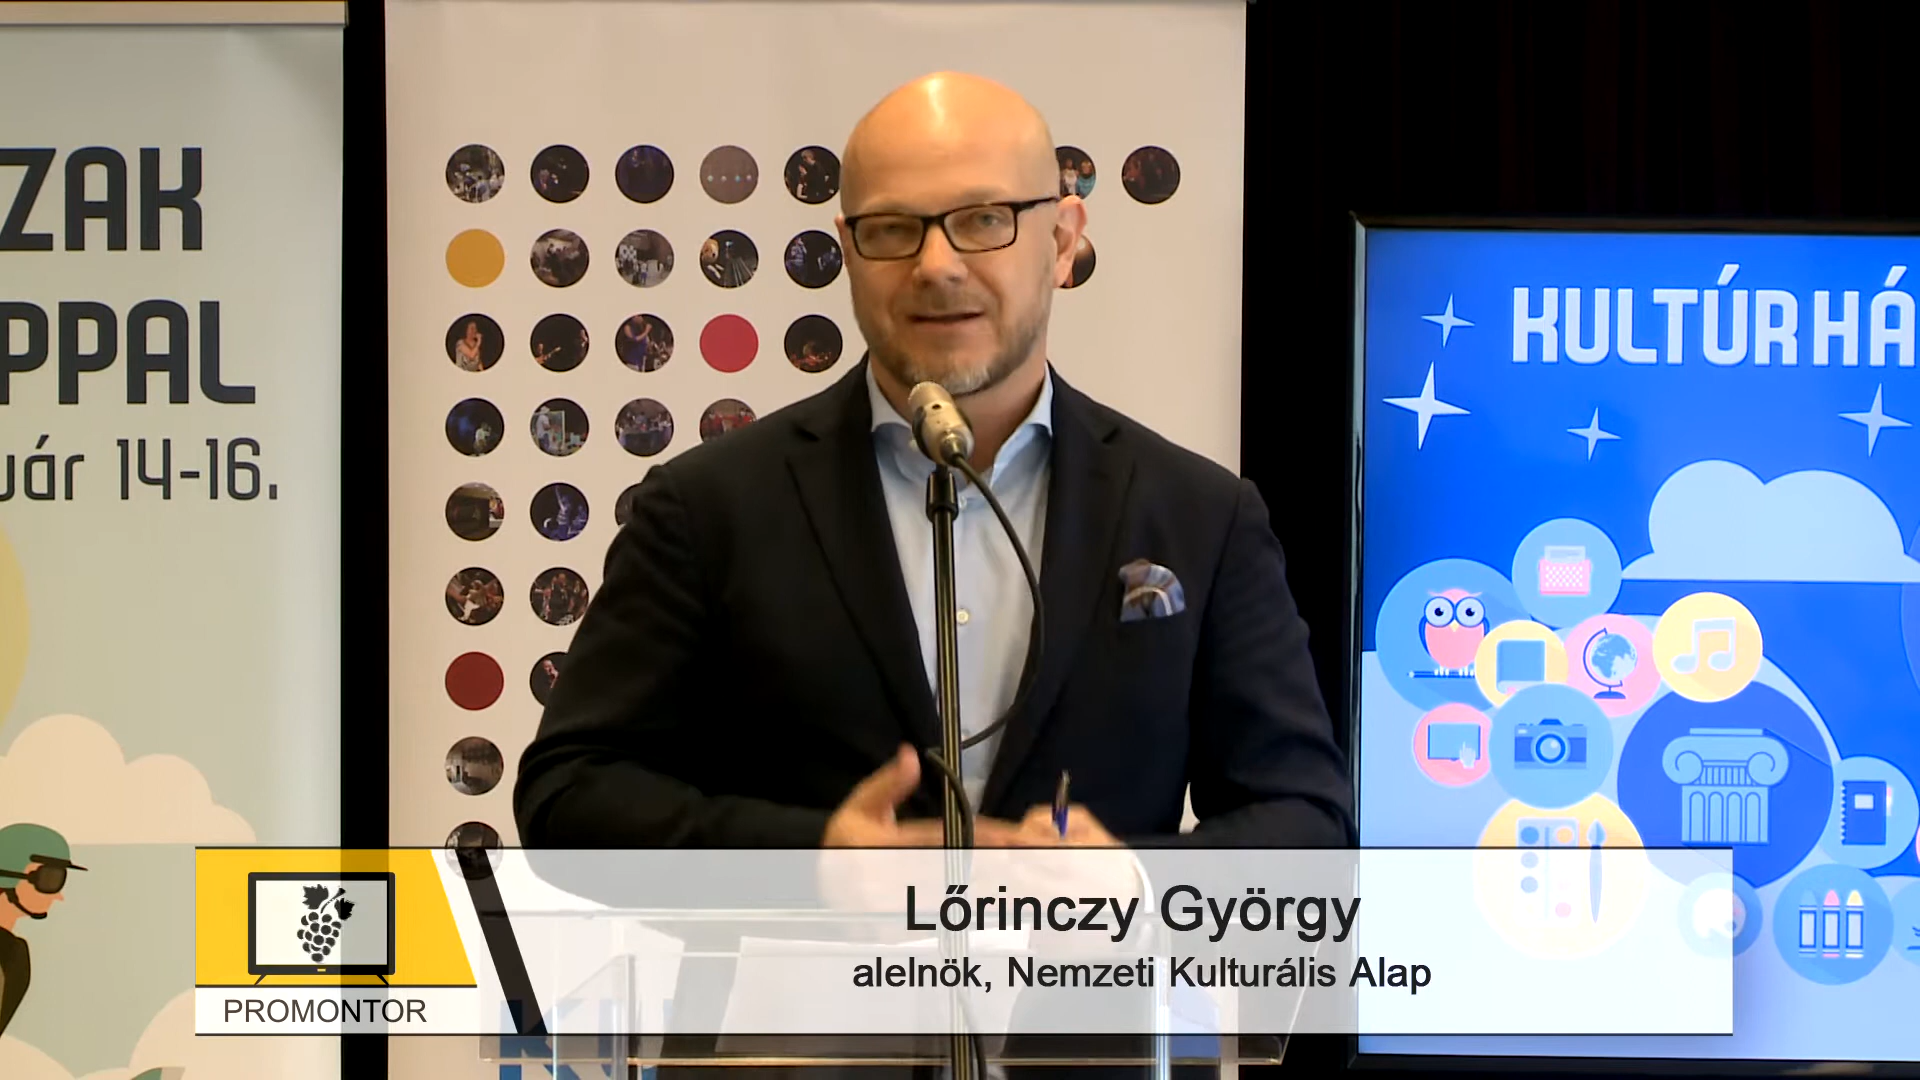 ZAK
PPAL
uár 14-16.
KULTÚRHÁ
Lőrinczy György
alelnök, Nemzeti Kulturális Alap
PROMONTOR